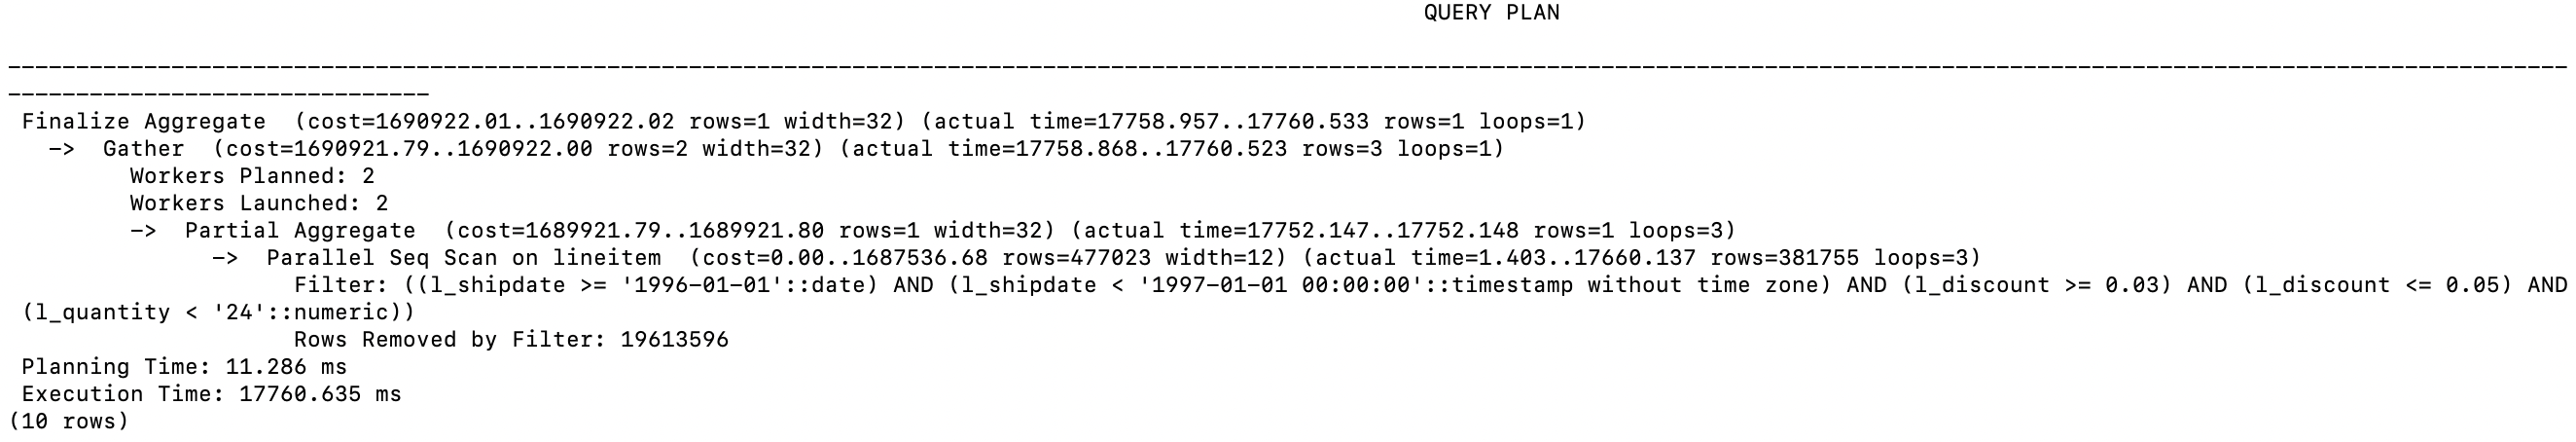 QUERY PLAN
----------------------------------------------------------------------------------------------------------------------------------------------------------------------------------------------
-------------------------------
Finalize Aggregate  (cost=1690922.01..1690922.02 rows=1 width=32) (actual time=17758.957..17760.533 rows=1 loops=1)
  ->  Gather  (cost=1690921.79..1690922.00 rows=2 width=32) (actual time=17758.868..17760.523 rows=3 loops=1)
        Workers Planned: 2
        Workers Launched: 2
        ->  Partial Aggregate  (cost=1689921.79..1689921.80 rows=1 width=32) (actual time=17752.147..17752.148 rows=1 loops=3)
              ->  Parallel Seq Scan on lineitem  (cost=0.00..1687536.68 rows=477023 width=12) (actual time=1.403..17660.137 rows=381755 loops=3)
                    Filter: ((l_shipdate >= '1996-01-01'::date) AND (l_shipdate < '1997-01-01 00:00:00'::timestamp without time zone) AND (l_discount >= 0.03) AND (l_discount <= 0.05) AND
(l_quantity < '24'::numeric))
                    Rows Removed by Filter: 19613596
Planning Time: 11.286 ms
Execution Time: 17760.635 ms
(10 rows)